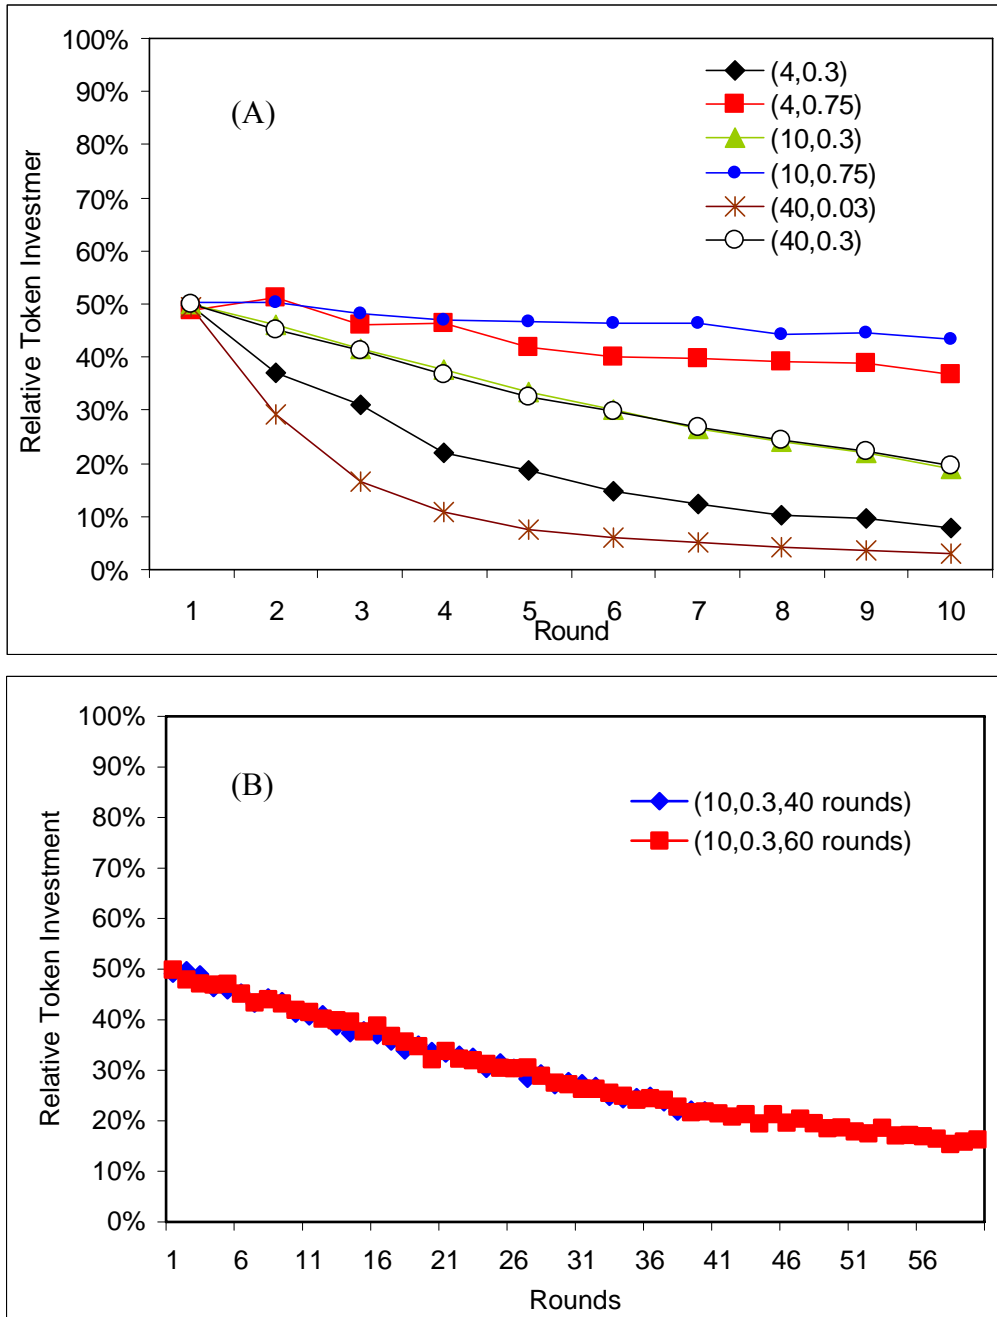 100%
90%
80%
70%
60%
50%
40%
30%
20%
10%
0%
Relative Token Investmer
(A)
(4,0.3)
(4,0.75)
(10,0.3)
(10,0.75)
(40,0.03)
(40,0.3)
1 2 3 4 5 6 7 8 9 10
Round
100%
90%
80%
70%
60%
50%
40%
30%
20%
10%
0%
Relative Token Investment
(B)
(10,0.3,40 rounds)
(10,0.3,60 rounds)
1 6 11 16 21 26 31 36 41 46 51 56
Rounds